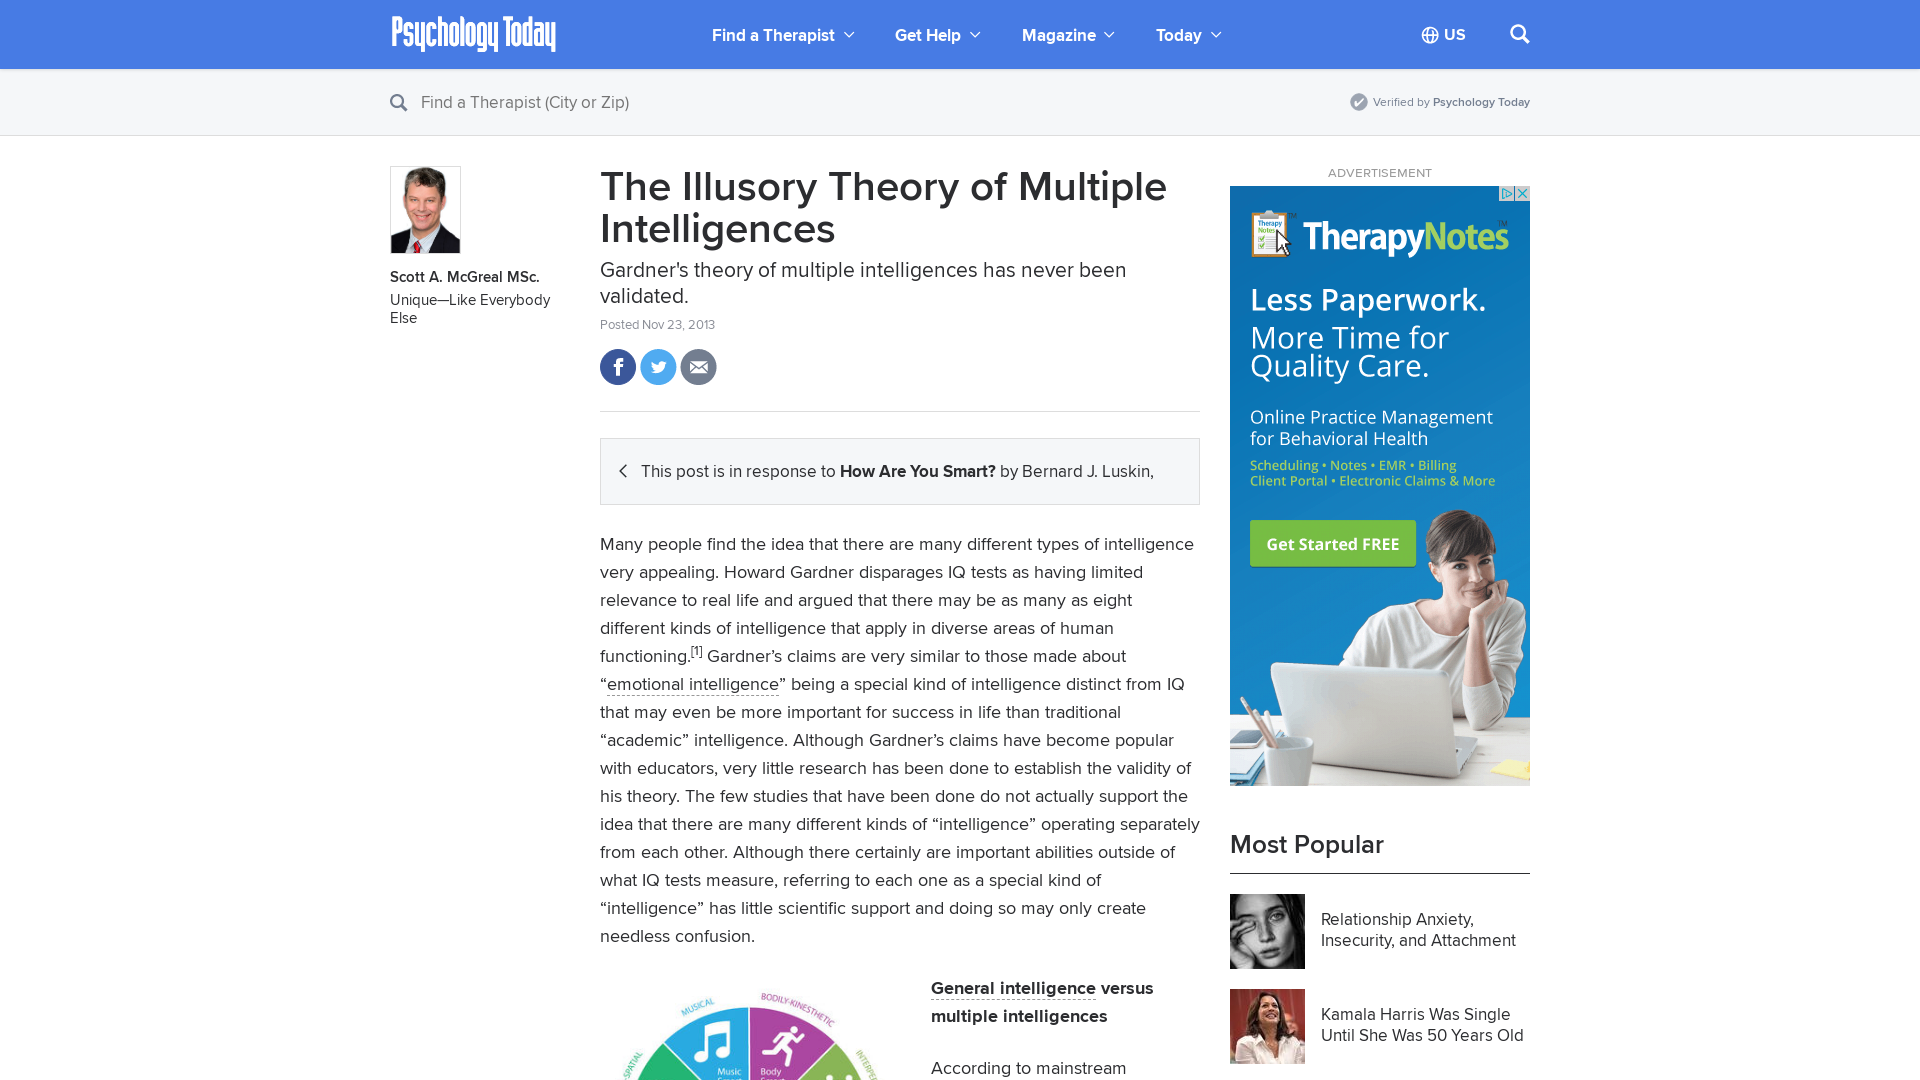 Psychology Today
Find a Therapist
Get Help
Magazine
Today
US
Find a Therapist (City or Zip)
Verified by Psychology Today
Scott A. McGreal MSc.
Unique—Like Everybody
Else
The Illusory Theory of Multiple
Intelligences
Gardner's theory of multiple intelligences has never been
validated.
Posted Nov 23, 2013
This post is in response to How Are You Smart? by Bernard J. Luskin,
Many people find the idea that there are many different types of intelligence
very appealing. Howard Gardner disparages IQ tests as having limited
relevance to real life and argued that there may be as many as eight
different kinds of intelligence that apply in diverse areas of human
functioning.[1] Gardner’s claims are very similar to those made about
“emotional intelligence” being a special kind of intelligence distinct from IQ
that may even be more important for success in life than traditional
“academic” intelligence. Although Gardner’s claims have become popular
with educators, very little research has been done to establish the validity of
his theory. The few studies that have been done do not actually support the
idea that there are many different kinds of “intelligence” operating separately
from each other. Although there certainly are important abilities outside of
what IQ tests measure, referring to each one as a special kind of
“intelligence” has little scientific support and doing so may only create
needless confusion.
MUSICAL
BODILY-KINESTHETIC
-SPATIAL
INTERPE
Music
Body
General intelligence versus
multiple intelligences
According to mainstream
ADVERTISEMENT
Therapy Notes
TM
TherapyNotes
TM
Less Paperwork.
More Time for
Quality Care.
Online Practice Management
for Behavioral Health
Scheduling • Notes • EMR • Billing
Client Portal • Electronic Claims & More
Get Started FREE
Most Popular
Relationship Anxiety,
Insecurity, and Attachment
Kamala Harris Was Single
Until She Was 50 Years Old